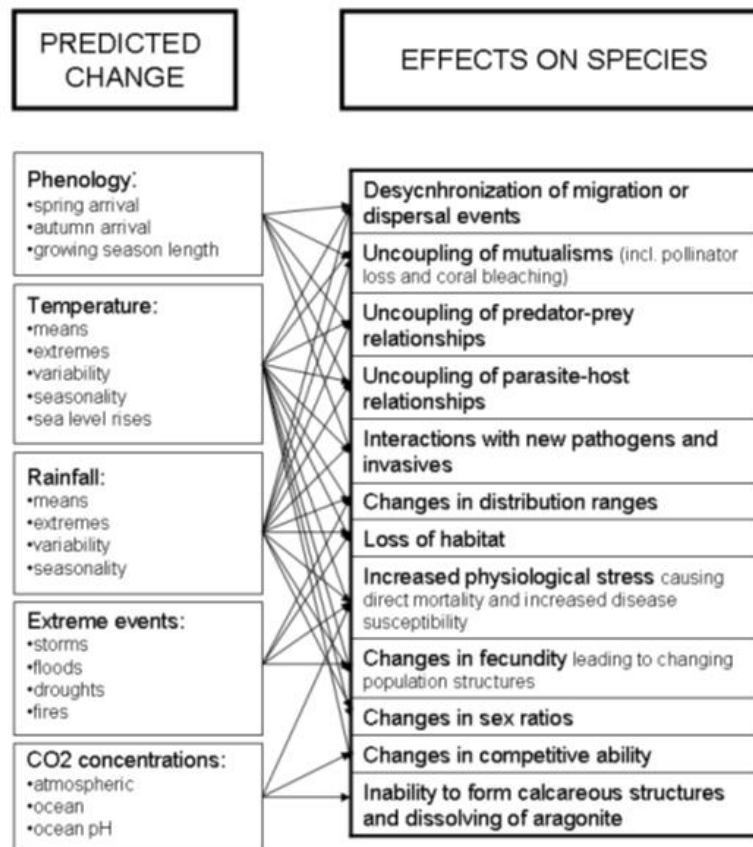 PREDICTED
CHANGE
EFFECTS ON SPECIES
Phenology:
•spring arrival
•autumn arrival
•growing season length
Temperature:
•means
•extremes
•variability
•seasonality
•sea level rises
Rainfall:
•means
•extremes
•variability
•seasonality
Extreme events:
•storms
•floods
•droughts
•fires
CO2 concentrations:
•atmospheric
•ocean
•ocean pH
Desycnhronization of migration or
dispersal events
Uncoupling of mutualisms (incl. pollinator
loss and coral bleaching)
Uncoupling of predator-prey
relationships
Uncoupling of parasite-host
relationships
Interactions with new pathogens and
invasives
Changes in distribution ranges
Loss of habitat
Increased physiological stress causing
direct mortality and increased disease
susceptibility
Changes in fecundity leading to changing
population structures
Changes in sex ratios
Changes in competitive ability
Inability to form calcareous structures
and dissolving of aragonite